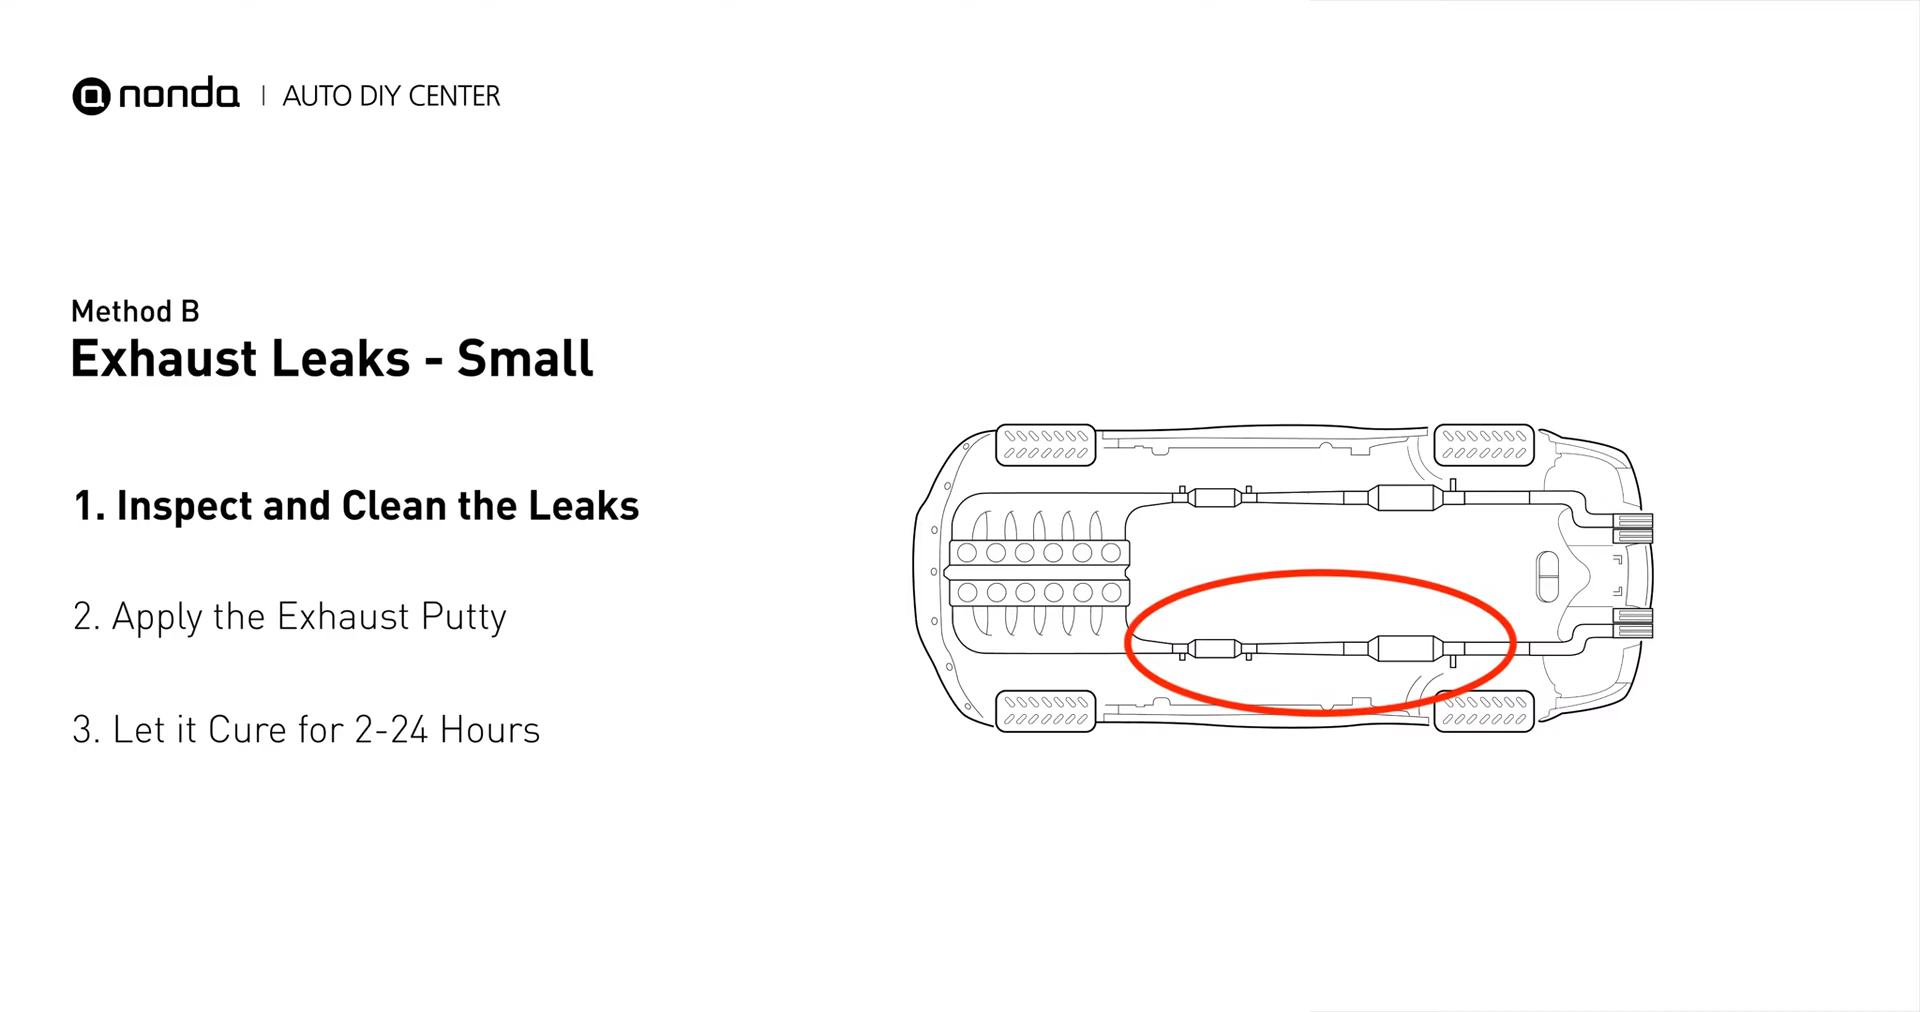 nonda | AUTO DIY CENTER
Method B
Exhaust Leaks - Small
1. Inspect and Clean the Leaks
2. Apply the Exhaust Putty
3. Let it Cure for 2-24 Hours